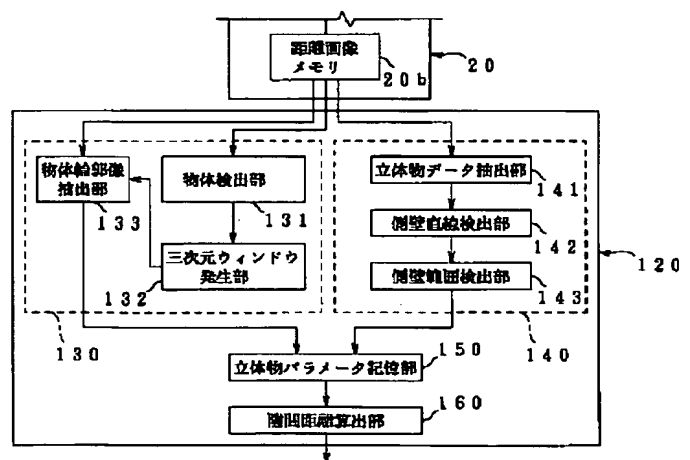 距離画像
メモリ
20b
20
物体輪郭像
抽出部
133
物体検出部
131
三次元ウィンドウ
発生部
132
130
立体物データ抽出部
141
側壁直線検出部
142
側壁範囲検出部
143
140
120
立体物パラメータ記憶部
150
隙間距離算出部
160